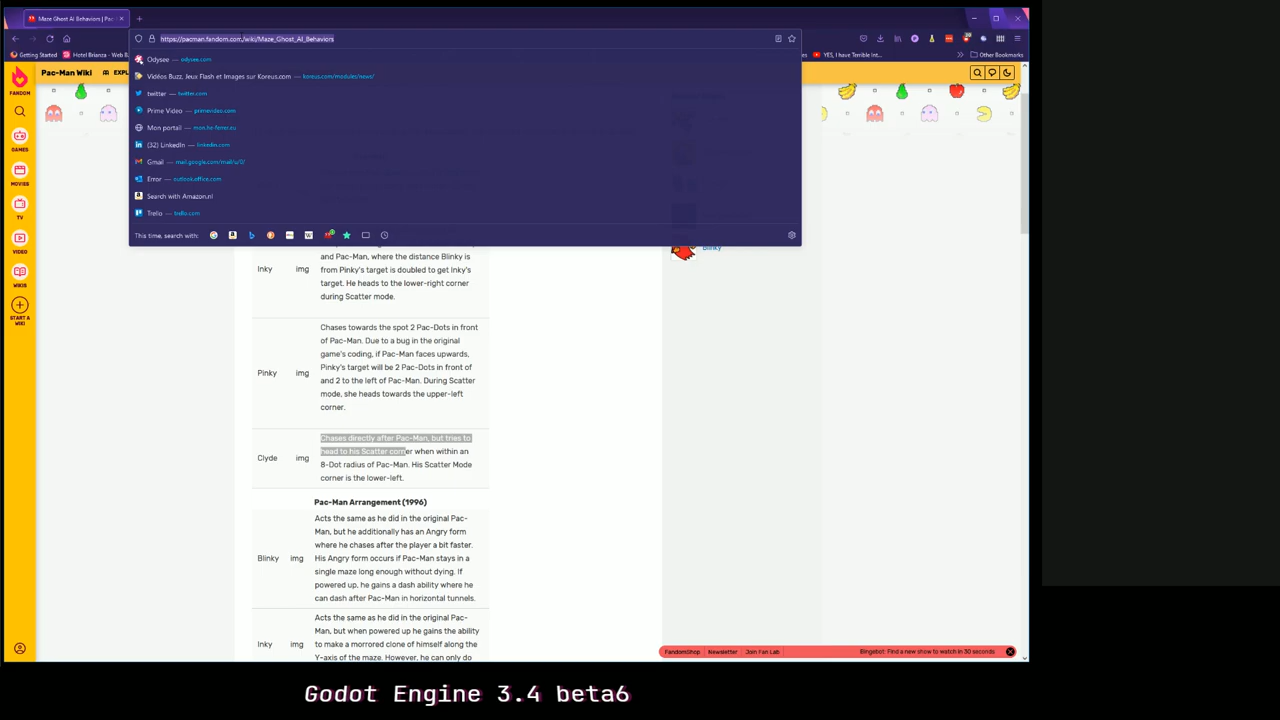 Maze Ghost AI Behaviors | Pac
https://pacman.fandom.com/wiki/Maze_Ghost_AI_Behaviors
Getting Started
Hotel Brianza - Bed An
YES, I have Terrible Int...
Other Bookmarks
Odysee — odysee.com
Vidéos Buzz, Jeux Flash et Images sur Koreus.com — koreus.com/modules/news/
twitter — twitter.com
Prime Video — primevideo.com
Mon portail — mon.he-ferrer.eu
(32) LinkedIn — linkedin.com
Gmail — mail.google.com/mail/u/0/
Error — outlook.office.com
Search with Amazon.nl
Trello — trello.com
This time, search with:
FANDOM
GAMES
MOVIES
TV
VIDEO
WIKIS
START A
WIKI
Pac-Man Wiki
EXPL
Blinky
Inky
img
and Pac-Man, where the distance Blinky is
from Pinky's target is doubled to get Inky's
target. He heads to the lower-right corner
during Scatter mode.
Pinky
img
Chases towards the spot 2 Pac-Dots in front
of Pac-Man. Due to a bug in the original
game's coding, if Pac-Man faces upwards,
Pinky's target will be 2 Pac-Dots in front of
and 2 to the left of Pac-Man. During Scatter
mode, she heads towards the upper-left
corner.
Clyde
img
Chases directly after Pac-Man, but tries to
head to his Scatter corner when within an
8-Dot radius of Pac-Man. His Scatter Mode
corner is the lower-left.
Pac-Man Arrangement (1996)
Blinky
img
Acts the same as he did in the original Pac-
Man, but he additionally has an Angry form
where he chases after the player a bit faster.
His Angry form occurs if Pac-Man stays in a
single maze long enough without dying. If
powered up, he gains a dash ability where he
can dash after Pac-Man in horizontal tunnels.
Inky
img
Acts the same as he did in the original Pac-
Man, but when powered up he gains the ability
to make a morrored clone of himself along the
Y-axis of the maze. However, he can only do
FandomShop
Newsletter
Join Fan Lab
Bingebot: Find a new show to watch in 30 seconds
Godot Engine 3.4 beta6